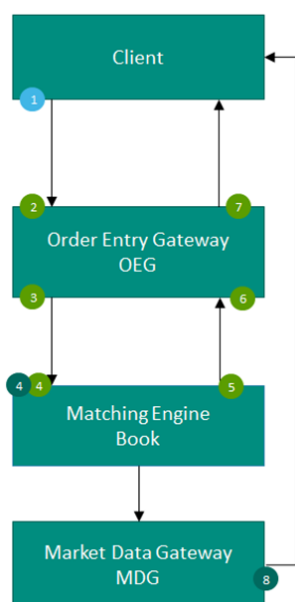 Client
1
2
7
Order Entry Gateway
OEG
3
6
4
4
5
Matching Engine
Book
Market Data Gateway
MDG
8